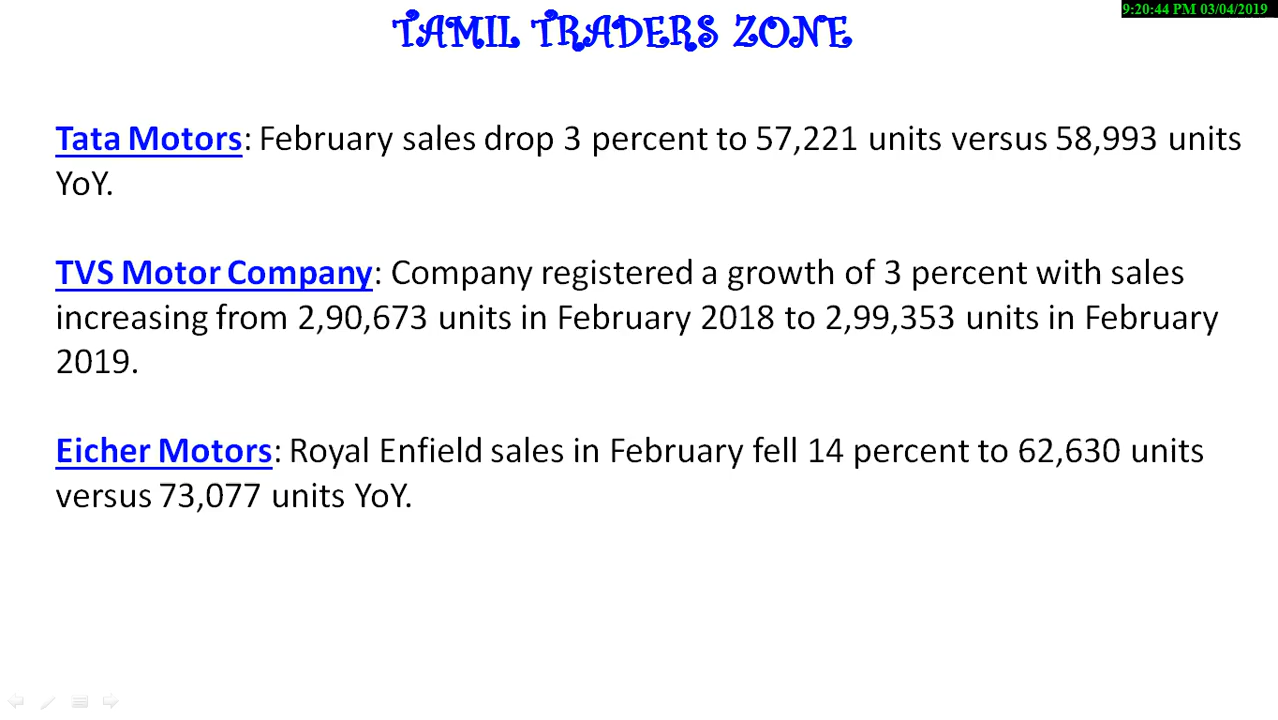 9:20:44 PM 03/04/2019
TAMIL TRADERS ZONE
Tata Motors: February sales drop 3 percent to 57,221 units versus 58,993 units
YoY.
TVS Motor Company: Company registered a growth of 3 percent with sales
increasing from 2,90,673 units in February 2018 to 2,99,353 units in February
2019.
Eicher Motors: Royal Enfield sales in February fell 14 percent to 62,630 units
versus 73,077 units YoY.